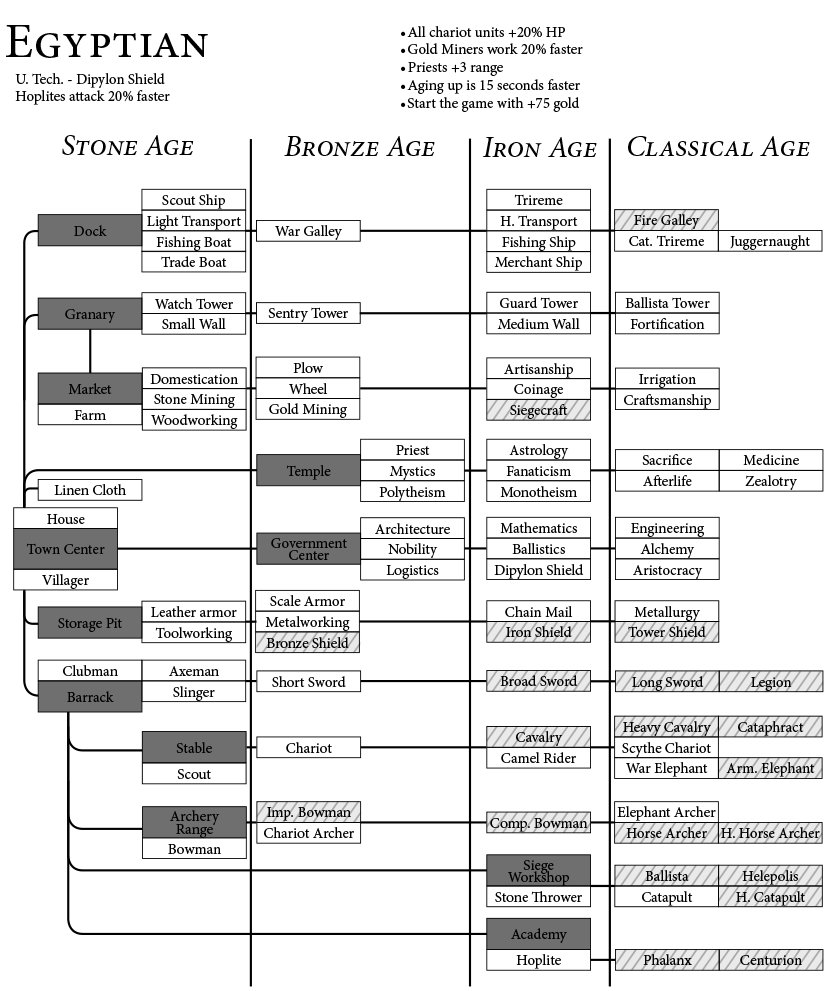 EGYPTIAN
U. Tech. - Dipylon Shield
Hoplites attack 20% faster
•All chariot units +20% HP
•Gold Miners work 20% faster
•Priests +3 range
•Aging up is 15 seconds faster
•Start the game with +75 gold
STONE AGE
BRONZE AGE
IRON AGE
CLASSICAL AGE
Dock
Scout Ship
Light Transport
Fishing Boat
Trade Boat
War Galley
Trireme
H. Transport
Fishing Ship
Merchant Ship
Fire Galley
Cat. Trireme
Juggernaught
Granary
Watch Tower
Small Wall
Sentry Tower
Guard Tower
Medium Wall
Ballista Tower
Fortification
Market
Farm
Domestication
Stone Mining
Woodworking
Plow
Wheel
Gold Mining
Artisanship
Coinage
Siegecraft
Irrigation
Craftsmanship
Temple
Priest
Mystics
Polytheism
Astrology
Fanaticism
Monotheism
Sacrifice
Medicine
Afterlife
Zealotry
Linen Cloth
House
Town Center
Villager
Government
Center
Architecture
Nobility
Logistics
Mathematics
Ballistics
Dipylon Shield
Engineering
Alchemy
Aristocracy
Storage Pit
Leather armor
Toolworking
Scale Armor
Metalworking
Bronze Shield
Chain Mail
Iron Shield
Metallurgy
Tower Shield
Clubman
Axeman
Barrack
Slinger
Short Sword
Broad Sword
Long Sword
Legion
Stable
Scout
Chariot
Cavalry
Camel Rider
Heavy Cavalry
Cataphract
Scythe Chariot
War Elephant
Arm. Elephant
Archery
Range
Bowman
Imp. Bowman
Chariot Archer
Comp. Bowman
Elephant Archer
Horse Archer
H. Horse Archer
Siege
Workshop
Stone Thrower
Ballista
Helepolis
Catapult
H. Catapult
Academy
Hoplite
Phalanx
Centurion